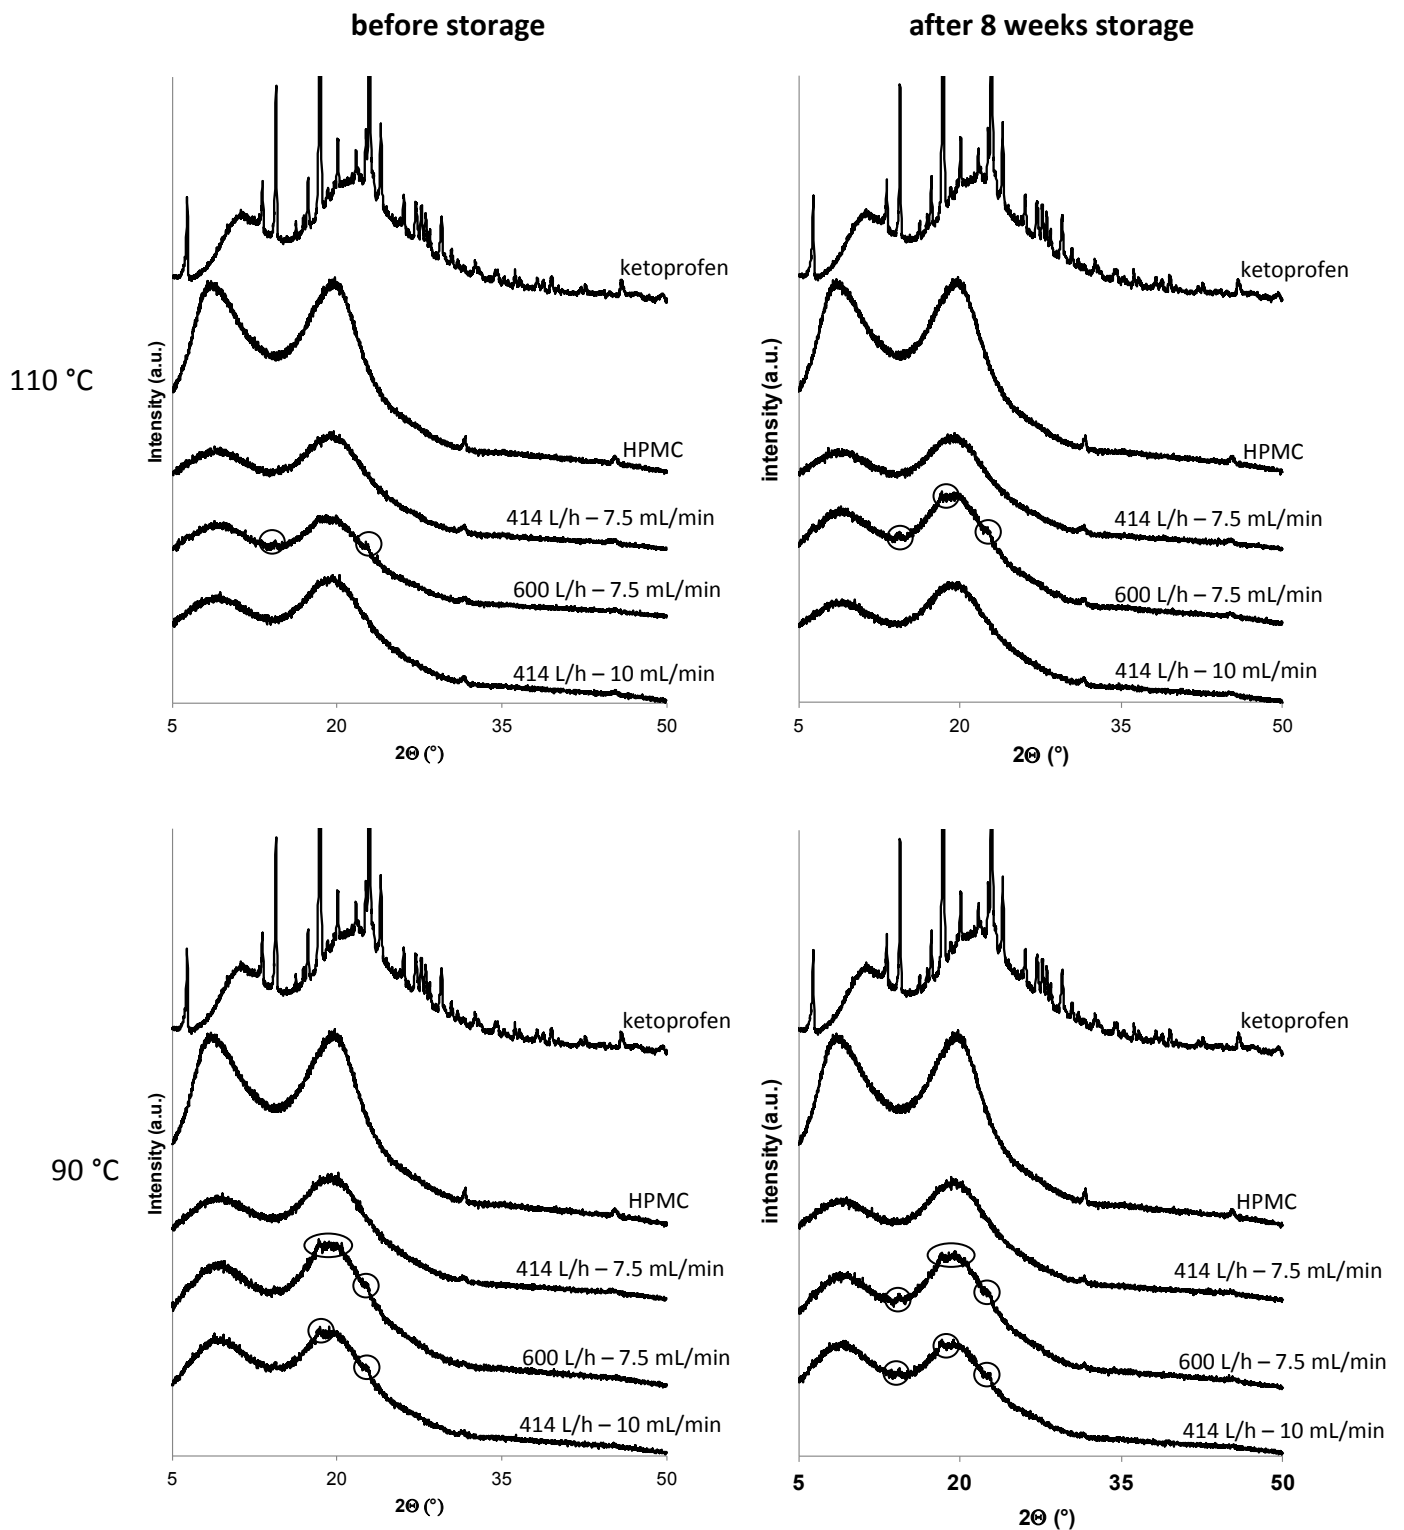 before storage
after 8 weeks storage
110 °C
Intensity (a.u.)
ketoprofen
HPMC
414 L/h – 7.5 mL/min
600 L/h – 7.5 mL/min
414 L/h – 10 mL/min
5 20 35 50
2Θ (°)
intensity (a.u.)
ketoprofen
HPMC
414 L/h – 7.5 mL/min
600 L/h – 7.5 mL/min
414 L/h – 10 mL/min
5 20 35 50
2Θ (°)
90 °C
Intensity (a.u.)
ketoprofen
HPMC
414 L/h – 7.5 mL/min
600 L/h – 7.5 mL/min
414 L/h – 10 mL/min
5 20 35 50
2Θ (°)
intensity (a.u.)
ketoprofen
HPMC
414 L/h – 7.5 mL/min
600 L/h – 7.5 mL/min
414 L/h – 10 mL/min
5 20 35 50
2Θ (°)